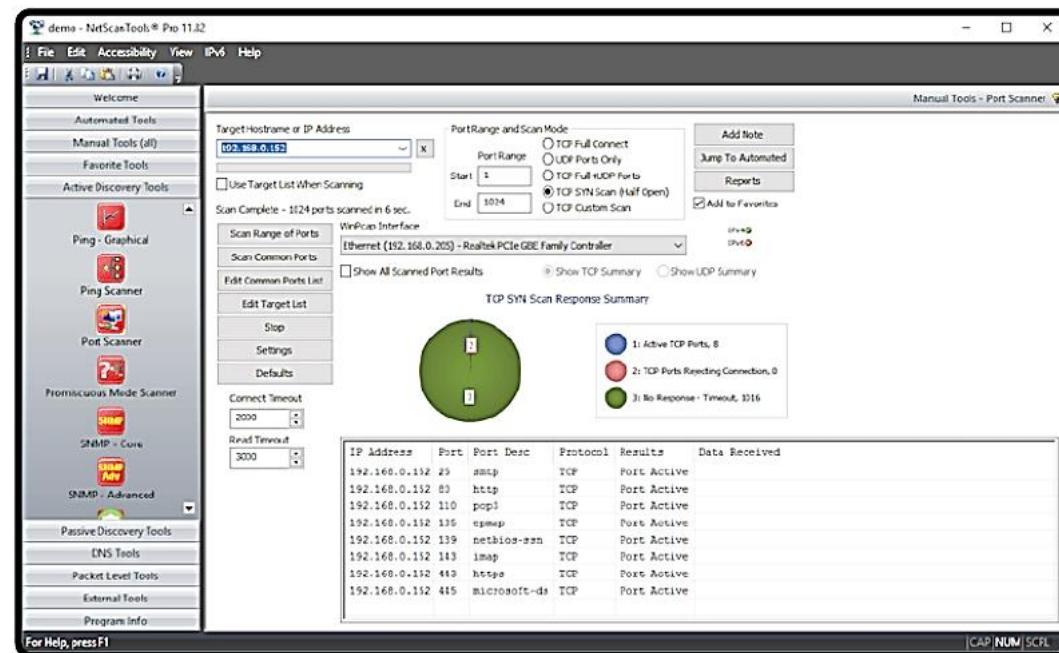 demo - NetScanTools® Pro 11.82
File Edit Accessibility View IPv6 Help
Welcome
Automated Tools
Manual Tools (all)
Favorite Tools
Active Discovery Tools
Ping - Graphical
Ping Scanner
Port Scanner
Promiscuous Mode Scanner
SNMP
SNMP - Core
SNMP Adv
SNMP - Advanced
Passive Discovery Tools
DNS Tools
Packet Level Tools
External Tools
Program Info
Manual Tools - Port Scanner
Target Hostname or IP Address
192.168.0.152
X
Use Target List When Scanning
Scan Complete - 1024 ports scanned in 6 sec.
Port Range and Scan Mode
Port Range
Start 1
End 1024
TCP Full Connect
UDP Ports Only
TCP Full +UDP Ports
TCP SYN Scan (Half Open)
TCP Custom Scan
Add Note
Jump To Automated
Reports
Add to Favorites
IPv4
IPv6
Scan Range of Ports
Scan Common Ports
Edit Common Ports List
Edit Target List
Stop
Settings
Defaults
Connect Timeout
2000
Read Timeout
3000
WinPcap Interface
Ethernet (192.168.0.205) - Realtek PCIe GBE Family Controller
Show All Scanned Port Results
Show TCP Summary Show UDP Summary
TCP SYN Scan Response Summary
2
3
1: Active TCP Ports, 8
2: TCP Ports Rejecting Connection, 0
3: No Response - Timeout, 1016
IP Address Port Port Desc Protocol Results Data Received
192.168.0.152 25 smtp TCP Port Active
192.168.0.152 80 http TCP Port Active
192.168.0.152 110 pop3 TCP Port Active
192.168.0.152 135 epmap TCP Port Active
192.168.0.152 139 netbios-ssn TCP Port Active
192.168.0.152 143 imap TCP Port Active
192.168.0.152 443 https TCP Port Active
192.168.0.152 445 microsoft-ds TCP Port Active
For Help, press F1
CAP NUM SCRL